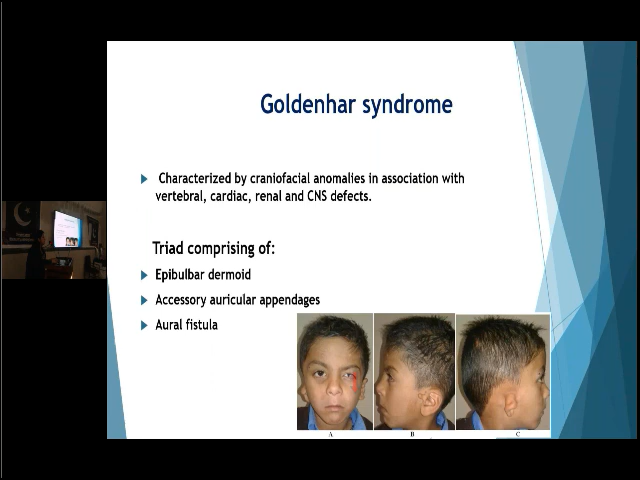 Goldenhar syndrome
Characterized by craniofacial anomalies in association with
vertebral, cardiac, renal and CNS defects.
Triad comprising of:
Epibulbar dermoid
Accessory auricular appendages
Aural fistula
A B C